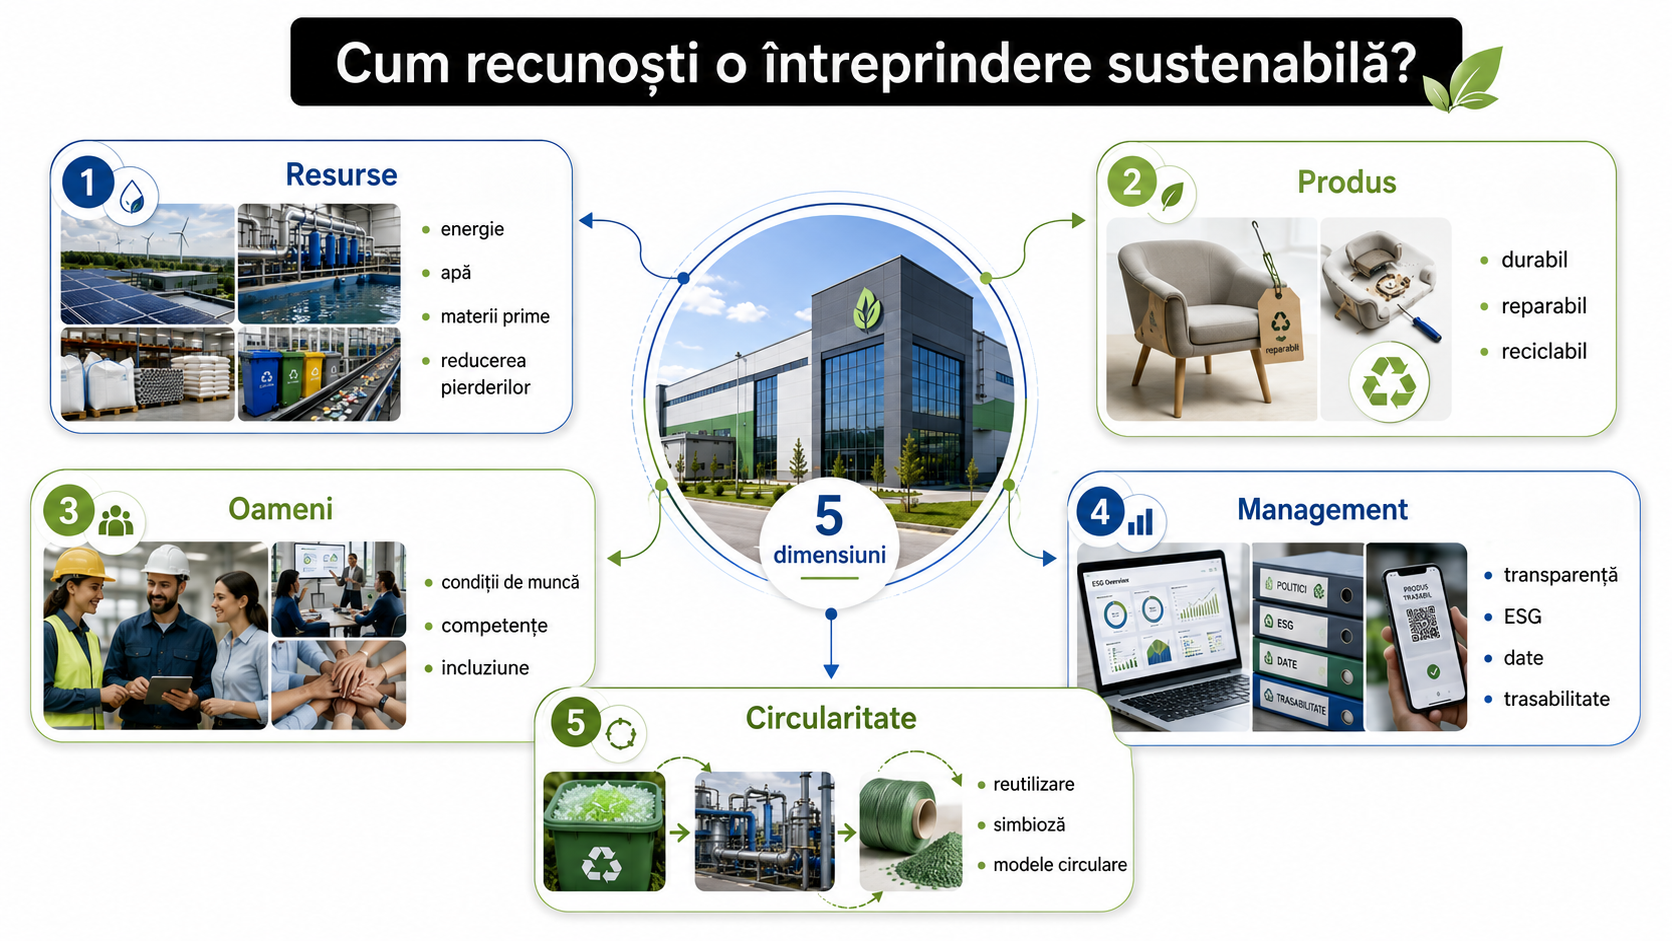 Cum recunoști o întreprindere sustenabilă?
1
Resurse
energie
apă
materii prime
reducerea
pierderilor
2
Produs
reparabil
durabil
reparabil
reciclabil
3
Oameni
condiții de muncă
competențe
incluziune
5
dimensiuni
4
Management
ESG Overview
POLITICI
ESG
DATE
TRASABILITATE
PRODUS
TRASABIL
transparență
ESG
date
trasabilitate
5
Circularitate
reutilizare
simbioză
modele circulare